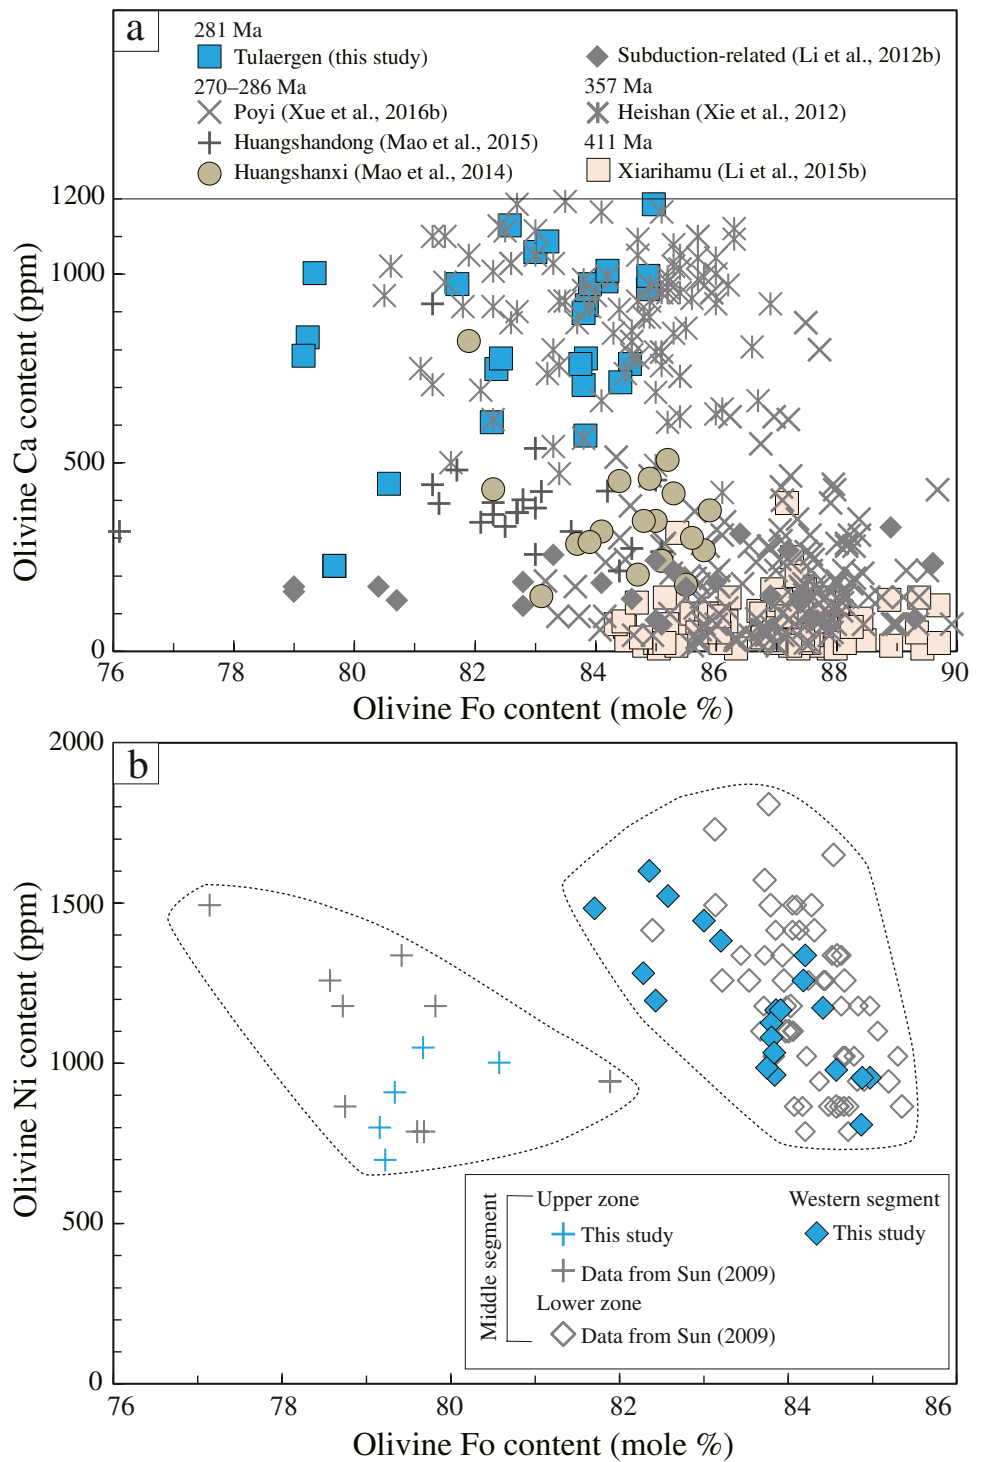 a
281 Ma
Tulaergen (this study)
270–286 Ma
Poyi (Xue et al., 2016b)
Huangshandong (Mao et al., 2015)
Huangshanxi (Mao et al., 2014)
Subduction-related (Li et al., 2012b)
357 Ma
Heishan (Xie et al., 2012)
411 Ma
Xiarihamu (Li et al., 2015b)
1200
1000
500
0
Olivine Ca content (ppm)
76 78 80 82 84 86 88 90
Olivine Fo content (mole %)
b
2000
1500
1000
500
0
Olivine Ni content (ppm)
Middle segment
Upper zone
This study
Data from Sun (2009)
Lower zone
Data from Sun (2009)
Western segment
This study
76 78 80 82 84 86
Olivine Fo content (mole %)